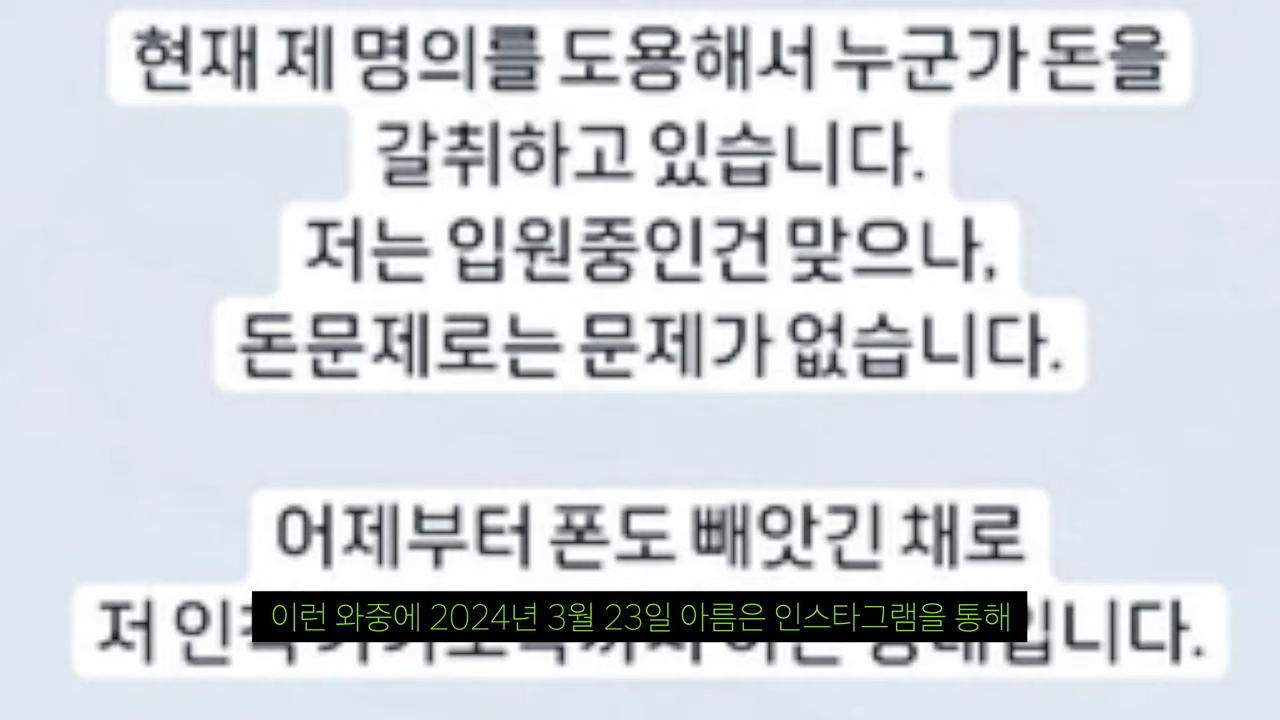 현재 제 명의를 도용해서 누군가 돈을
갈취하고 있습니다.
저는 입원중인건 맞으나,
돈문제로는 문제가 없습니다.
어제부터 폰도 빼앗긴 채로
저
이런 와중에 2024년 3월 23일 아름은 인스타그램을 통해